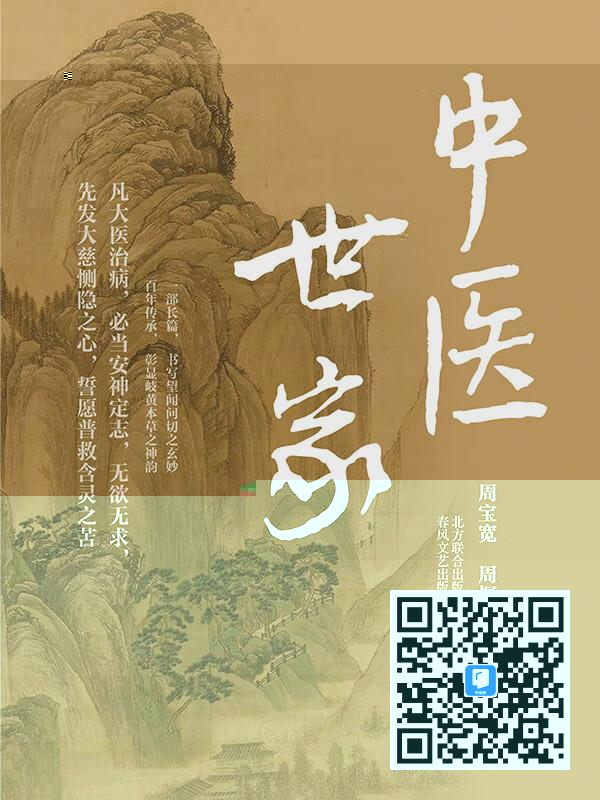 中医
世家
周宝宽 周
北方联合出版
春风文艺出版
一部长篇, 书写望闻问切之玄妙
百年传承, 彰显岐黄本草之神韵
凡大医治病, 必当安神定志, 无欲无求,
先发大慈恻隐之心, 誓愿普救含灵之苦